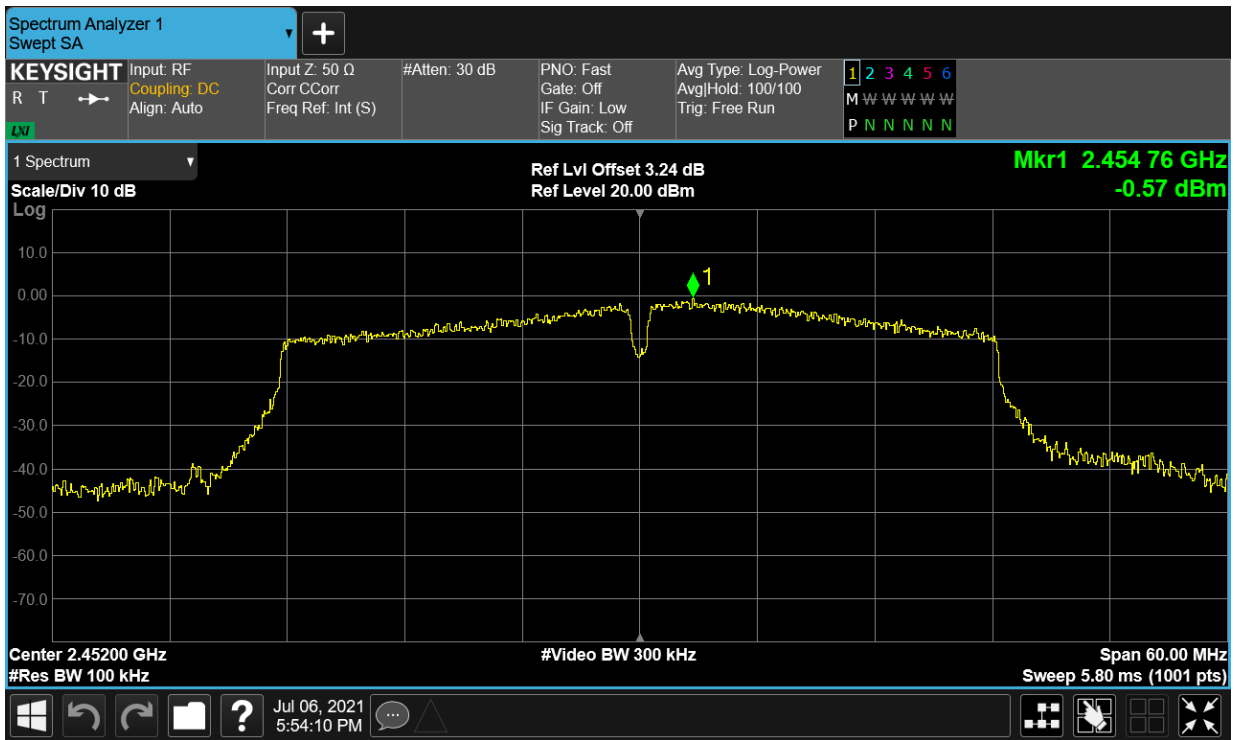 Spectrum Analyzer 1
Swept SA
KEYSIGHT
R T
LXI
Input: RF
Coupling: DC
Align: Auto
Input Z: 50 Ω
Corr CCorr
Freq Ref: Int (S)
#Atten: 30 dB
PNO: Fast
Gate: Off
IF Gain: Low
Sig Track: Off
Avg Type: Log-Power
Avg|Hold: 100/100
Trig: Free Run
1 2 3 4 5 6
M W W W W W
P N N N N N
1 Spectrum
Scale/Div 10 dB
Log
Ref Lvl Offset 3.24 dB
Ref Level 20.00 dBm
Mkr1 2.454 76 GHz
-0.57 dBm
10.0
0.00
1
-10.0
-20.0
-30.0
-40.0
-50.0
-60.0
-70.0
Center 2.45200 GHz
#Res BW 100 kHz
#Video BW 300 kHz
Span 60.00 MHz
Sweep 5.80 ms (1001 pts)
?
Jul 06, 2021
5:54:10 PM